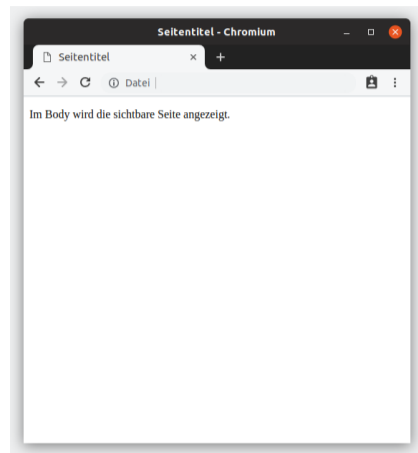 Seitentitel - Chromium
Seitentitel
Datei
Im Body wird die sichtbare Seite angezeigt.